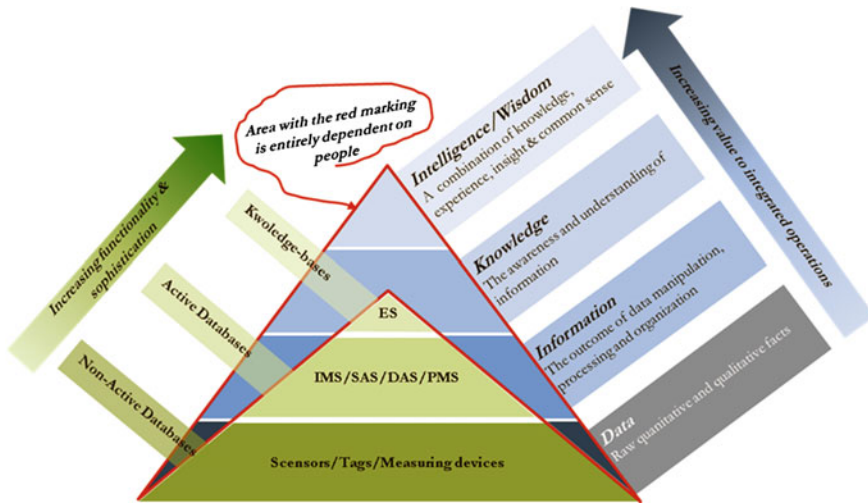 Area with the red marking
is entirely dependent on
people
Increasing functionality &
sophistication
Kwoledge-bases
Active Databases
Non-Active Databases
ES
IMS/SAS/DAS/PMS
Scensors/Tags/Measuring devices
Intelligence/Wisdom
A combination of knowledge,
experience, insight & common sense
Knowledge
The awareness and understanding of
information
Information
The outcome of data manipulation,
processing and organization
Data
Raw quanitative and qualitative facts
Increasing value to integrated operations